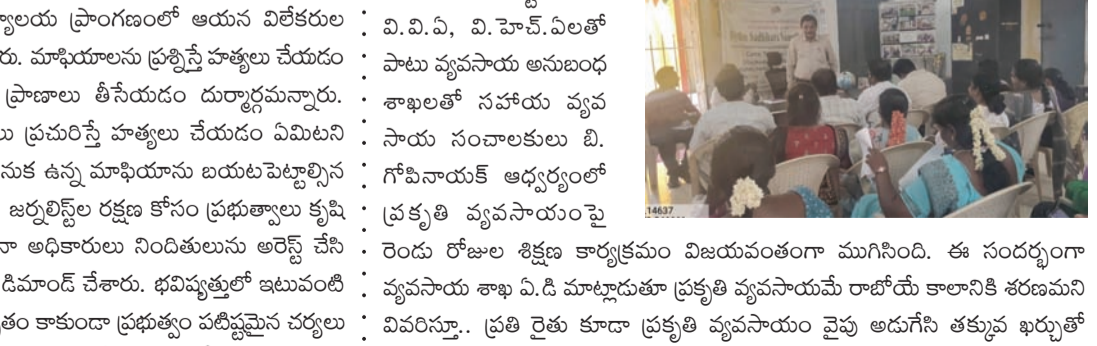 ్యాలయ ప్రాంగణంలో ఆయన విలేకరుల
రు. మాఫియాలను ప్రశ్నిస్తే హత్యలు చేయడం
ప్రాణాలు తీసేయడం దుర్మార్గమన్నారు.
లు ప్రచురిస్తే హత్యలు చేయడం ఏమిటని
నుక ఉన్న మాఫియాను బయటపెట్టాల్సిన
జర్నలిస్ట్‌ల రక్షణ కోసం ప్రభుత్వాలు కృషి
నా అధికారులు నిందితులును అరెస్ట్ చేసి
డిమాండ్ చేశారు. భవిష్యత్తులో ఇటువంటి
తం కాకుండా ప్రభుత్వం పటిష్టమైన చర్యలు
వి.వి.ఏ, వి.హెచ్.ఏలతో
పాటు వ్యవసాయ అనుబంధ
శాఖలతో సహాయ వ్యవ
సాయ సంచాలకులు బి.
గోపినాయక్ ఆధ్వర్యంలో
ప్రకృతి వ్యవసాయంపై
రెండు రోజుల శిక్షణ కార్యక్రమం విజయవంతంగా ముగిసింది. ఈ సందర్భంగా
వ్యవసాయ శాఖ ఏ.డి మాట్లాడుతూ ప్రకృతి వ్యవసాయమే రాబోయే కాలానికి శరణమని
వివరిస్తూ.. ప్రతి రైతు కూడా ప్రకృతి వ్యవసాయం వైపు అడుగేసి తక్కువ ఖర్చుతో
14637